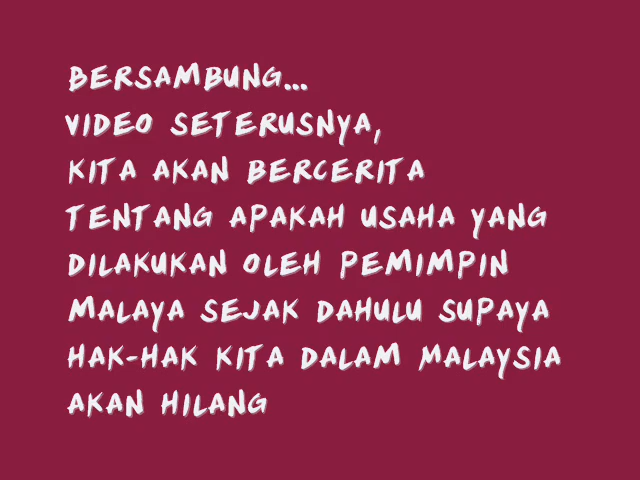 BERSAMBUNG...
VIDEO SETERUSNYA,
KITA AKAN BERCERITA
TENTANG APAKAH USAHA YANG
DILAKUKAN OLEH PEMIMPIN
MALAYA SEJAK DAHULU SUPAYA
HAK-HAK KITA DALAM MALAYSIA
AKAN HILANG